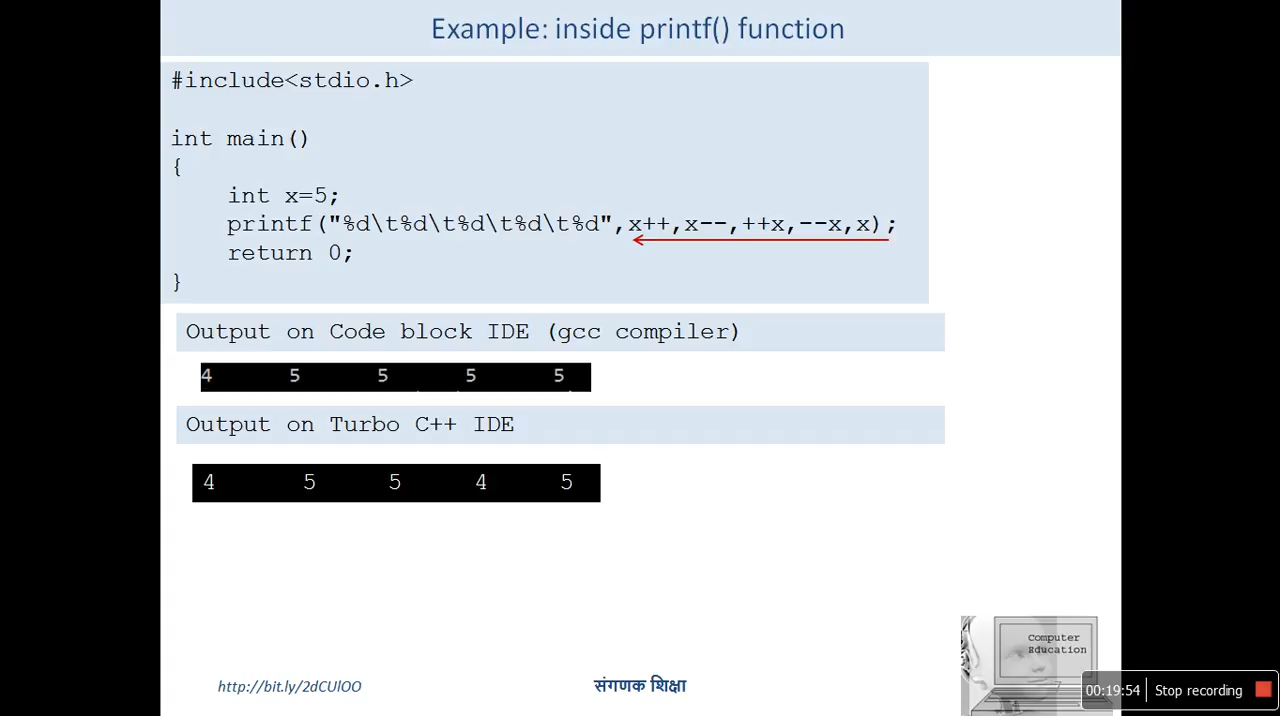 Example: inside printf() function
#include<stdio.h>
int main()
{
int x=5;
printf("%d\t%d\t%d\t%d\t%d",x++,x--,++x,--x,x);
return 0;
}
Output on Code block IDE (gcc compiler)
4 5 5 5 5
Output on Turbo C++ IDE
4 5 5 4 5
Computer
Education
http://bit.ly/2dCUlOO
संगणक शिक्षा
00:19:54 Stop recording